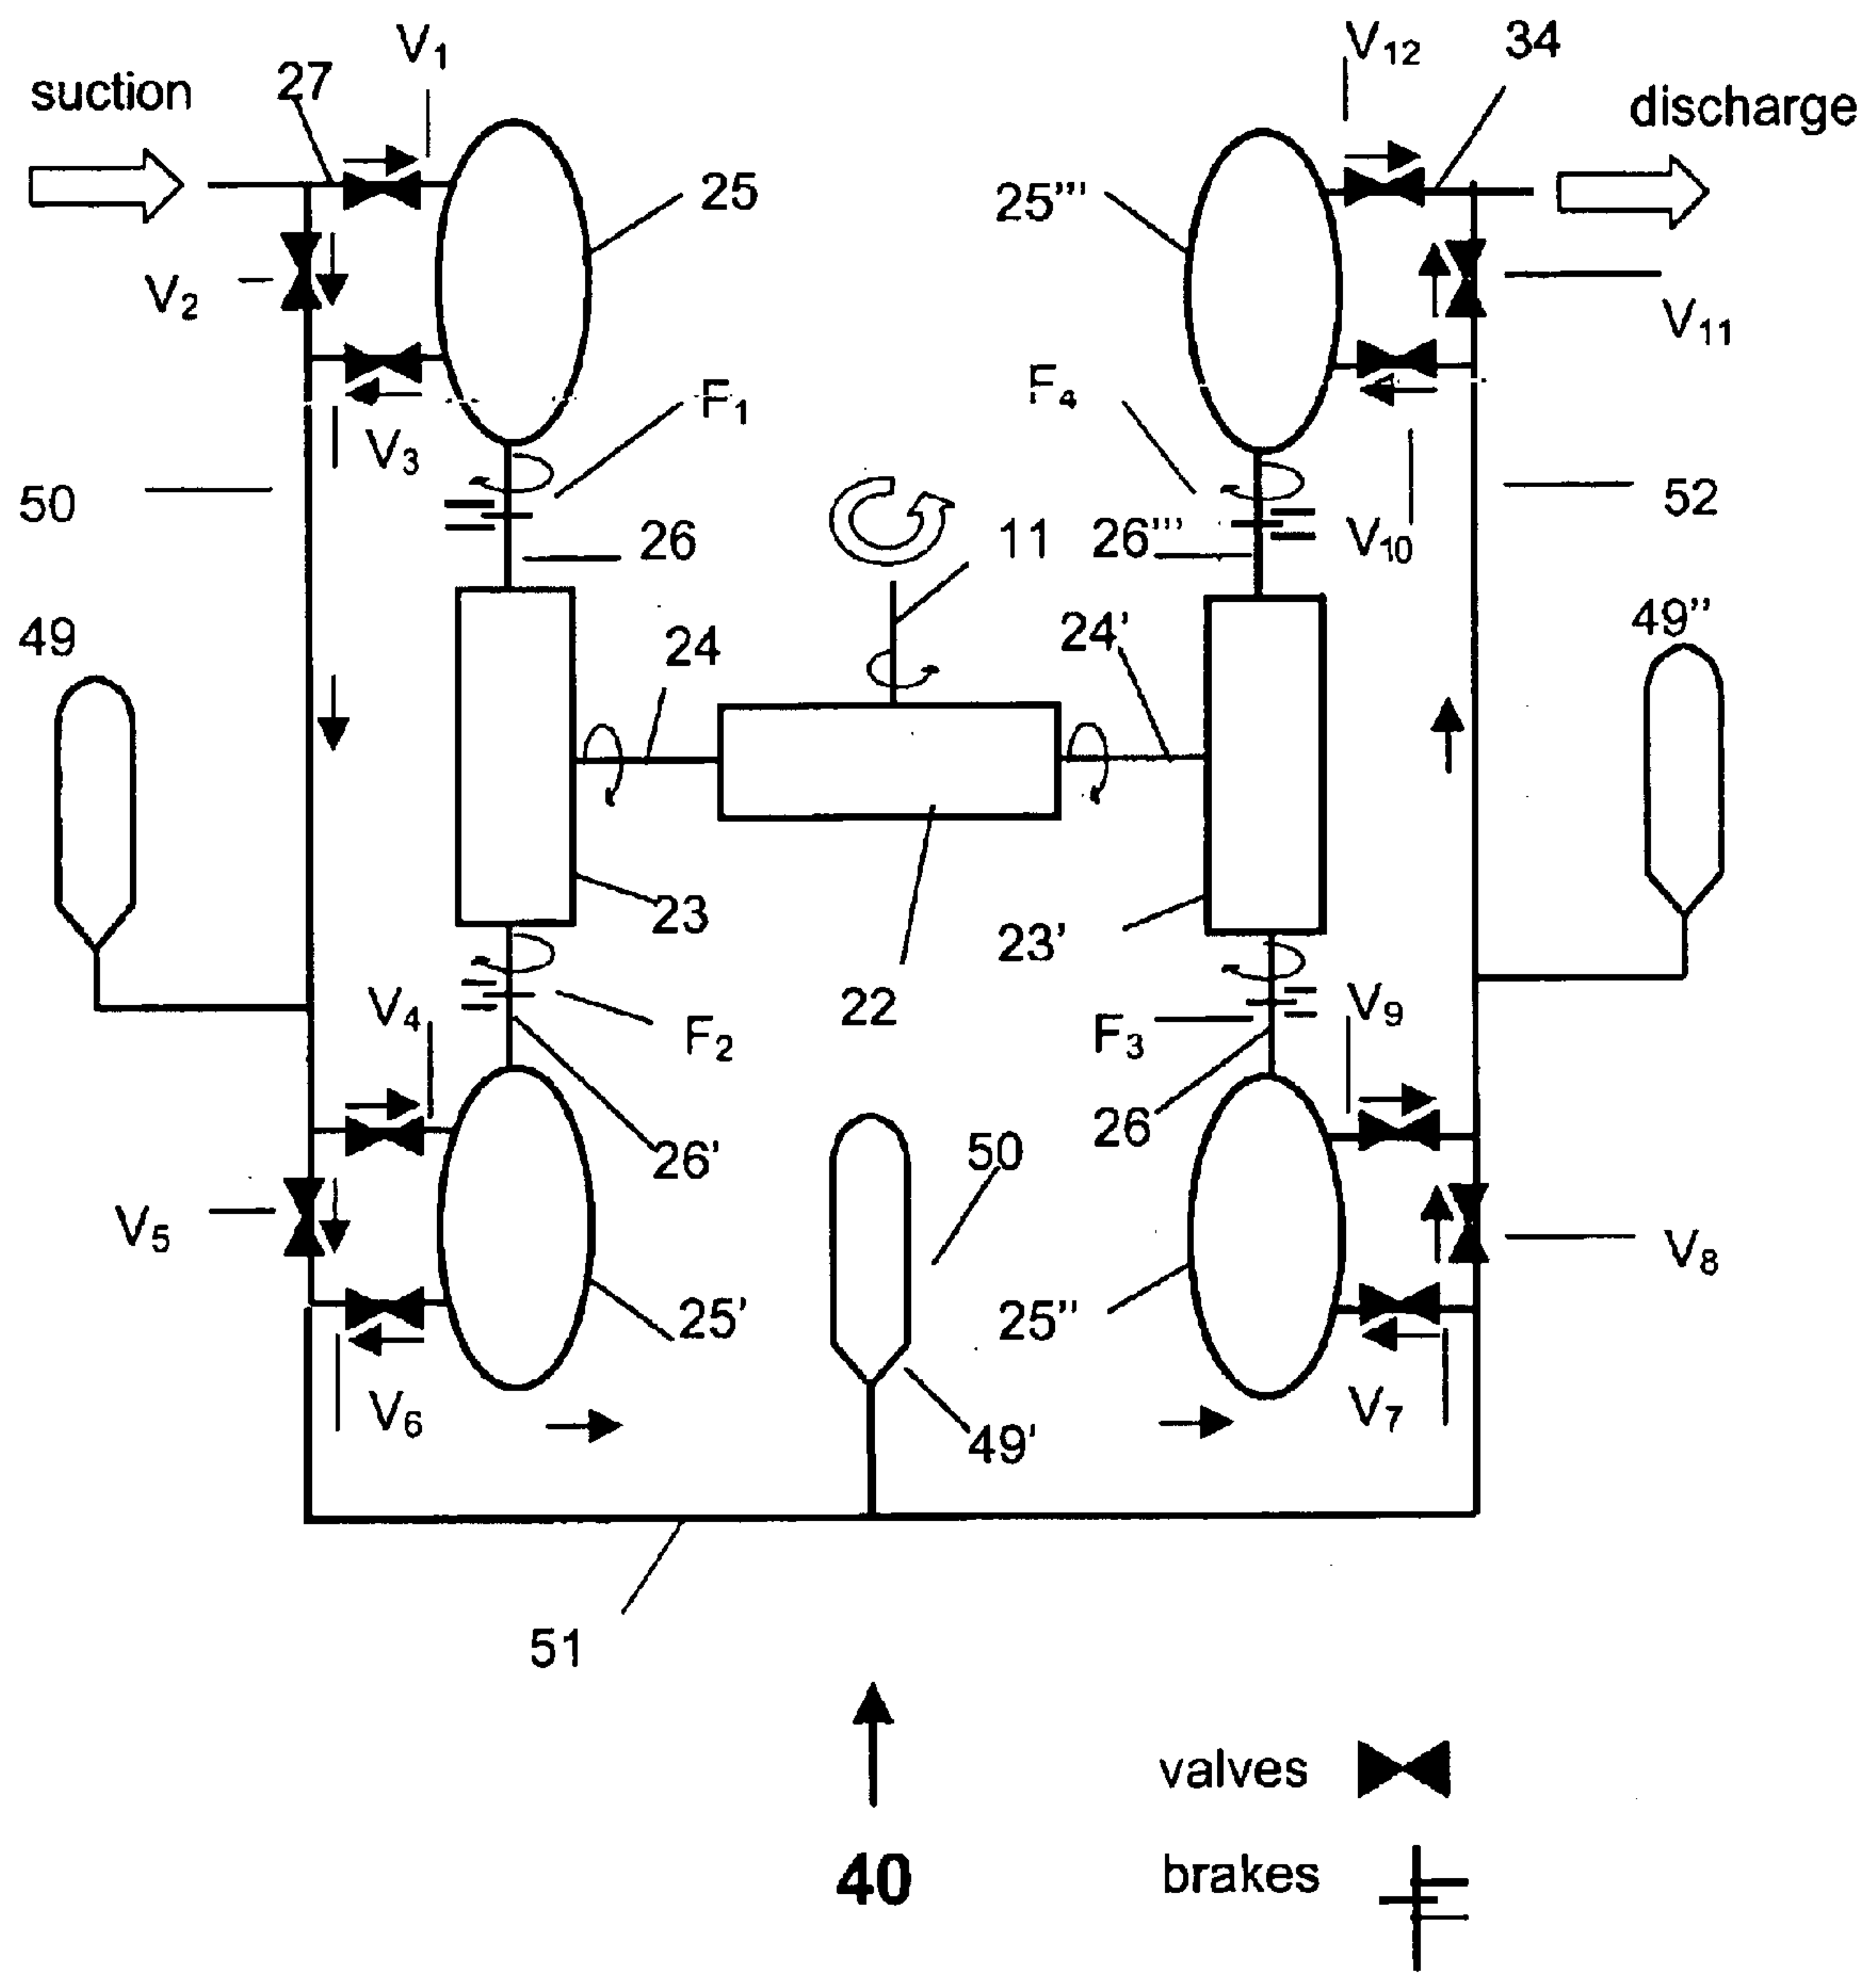 V1
V12
34
suction
27
discharge
25
25''''
V2
V11
F1
F4
V3
50
52
26
11
26'''
V10
49
49''
24
24'
23
23'
22
V4
F2
F3
V9
26'
26
50
V5
V8
25'
25''
V6
49'
V7
51
valves
40
brakes